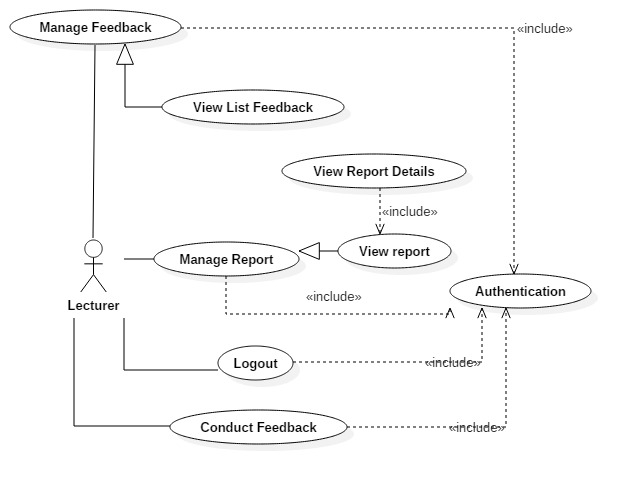 Manage Feedback
«include»
View List Feedback
View Report Details
«include»
Manage Report
View report
Lecturer
«include»
Authentication
Logout
«include»
Conduct Feedback
«include»